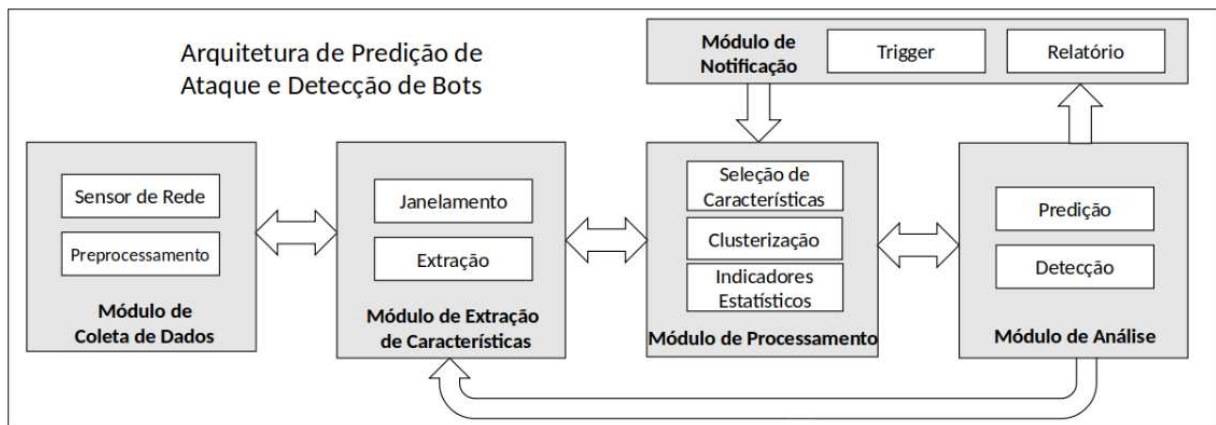 Arquitetura de Predição de
Ataque e Detecção de Bots
Módulo de
Notificação
Trigger
Relatório
Sensor de Rede
Preprocessamento
Módulo de
Coleta de Dados
Janelamento
Extração
Módulo de Extração
de Características
Seleção de
Características
Clusterização
Indicadores
Estatísticos
Módulo de Processamento
Predição
Detecção
Módulo de Análise